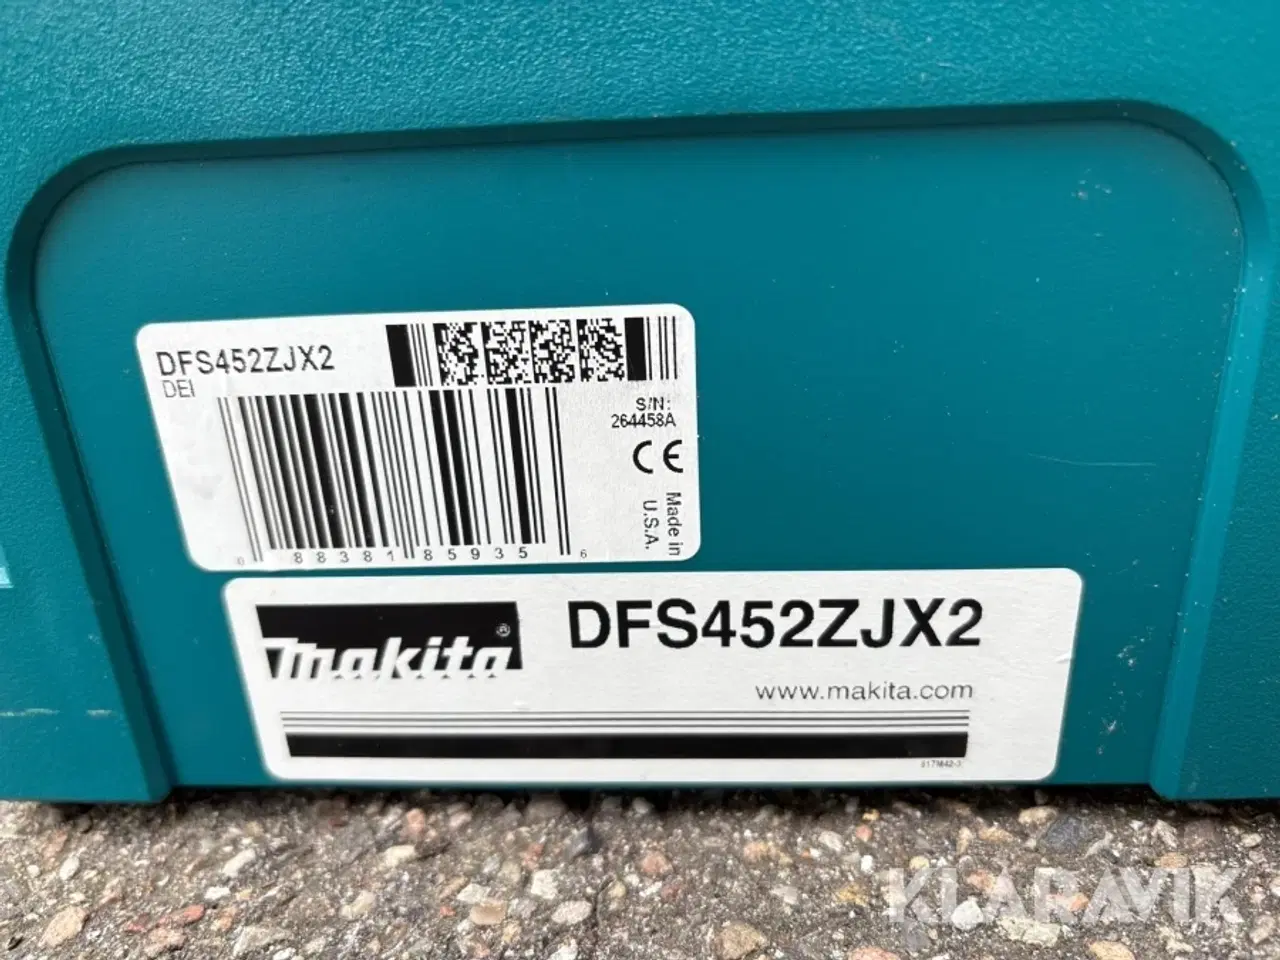 DFS452ZJX2
DEI
S/N:
264458A
CE
Made in
U.S.A.
0 88381 85935 6
makita®
DFS452ZJX2
www.makita.com
KLARAVIK